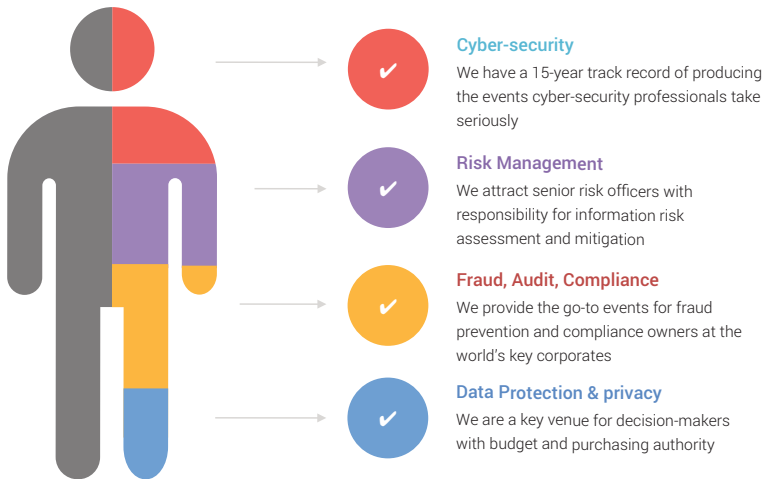 Cyber-security
We have a 15-year track record of producing
the events cyber-security professionals take
seriously
Risk Management
We attract senior risk officers with
responsibility for information risk
assessment and mitigation
Fraud, Audit, Compliance
We provide the go-to events for fraud
prevention and compliance owners at the
world’s key corporates
Data Protection & privacy
We are a key venue for decision-makers
with budget and purchasing authority